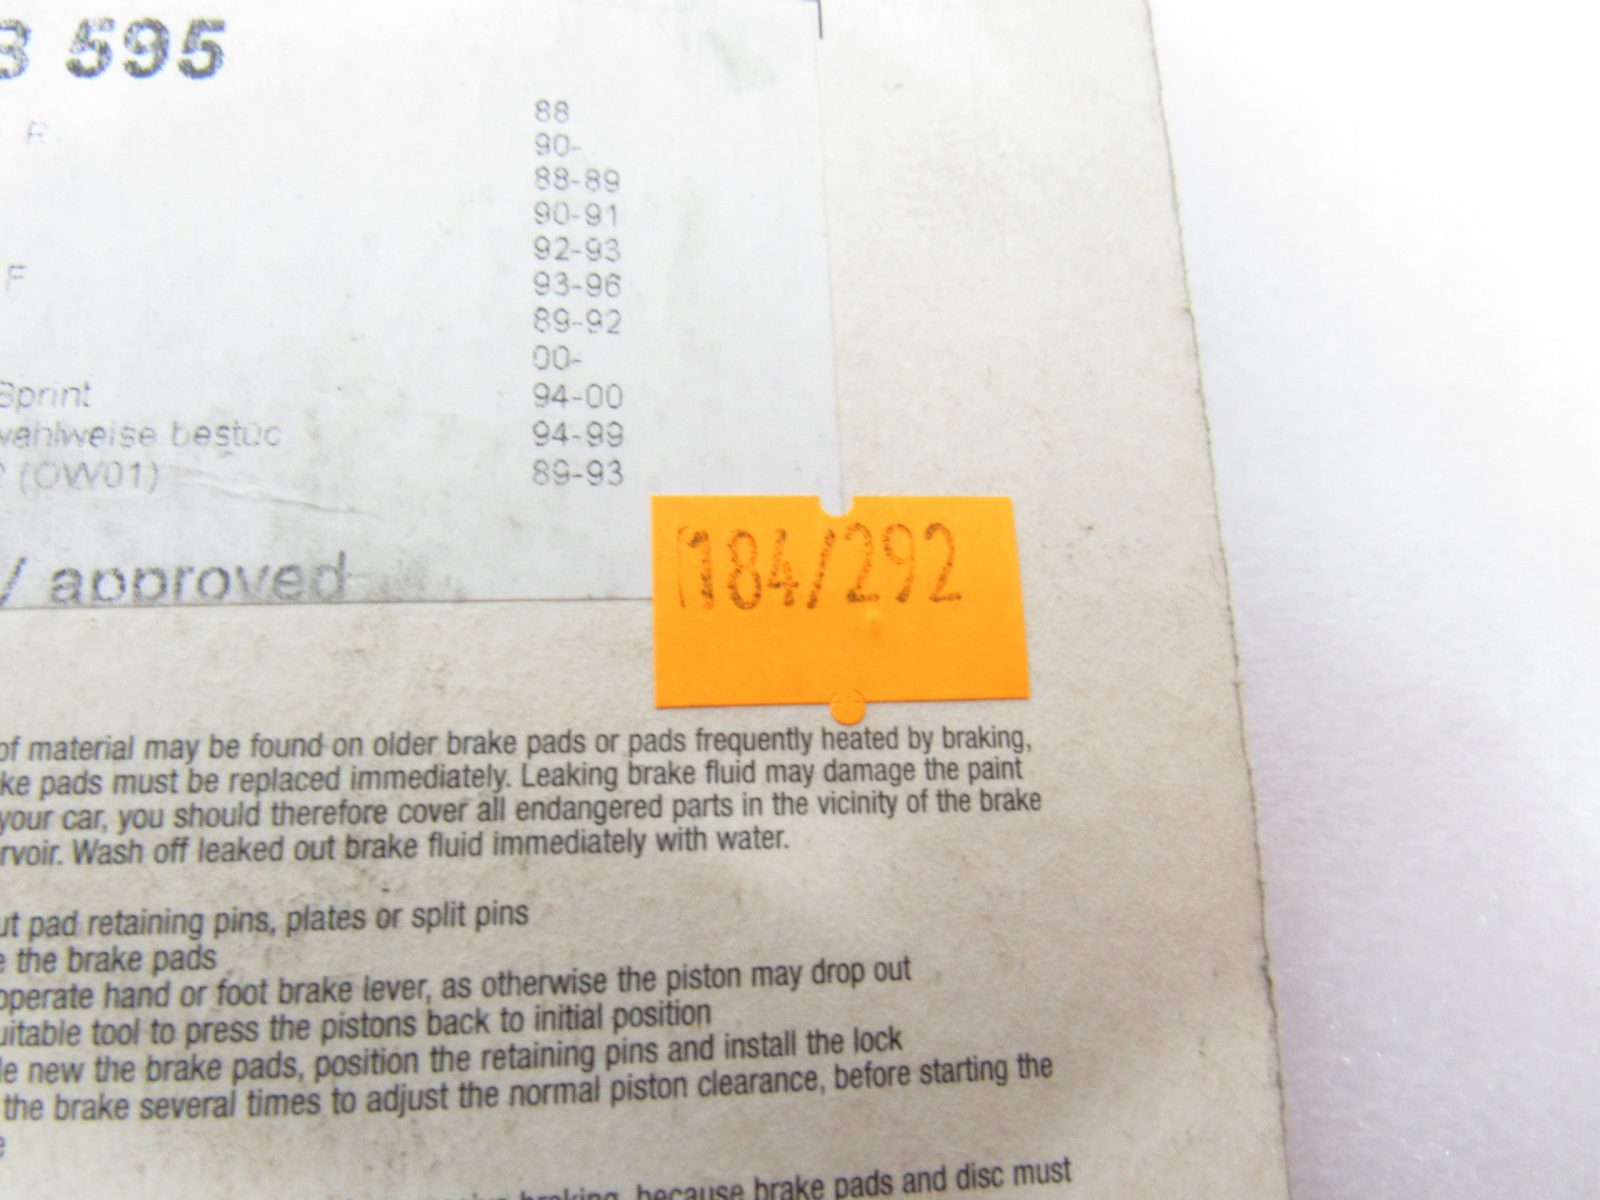 595
R 88
90-
88-89
90-91
92-93
F 93-96
89-92
00-
Sprint 94-00
wahlweise bestüc 94-99
(OW01) 89-93
/ approved
184/292
of material may be found on older brake pads or pads frequently heated by braking,
ke pads must be replaced immediately. Leaking brake fluid may damage the paint
your car, you should therefore cover all endangered parts in the vicinity of the brake
rvoir. Wash off leaked out brake fluid immediately with water.
ut pad retaining pins, plates or split pins
e the brake pads
operate hand or foot brake lever, as otherwise the piston may drop out
uitable tool to press the pistons back to initial position
le new the brake pads, position the retaining pins and install the lock
the brake several times to adjust the normal piston clearance, before starting the
e
braking, because brake pads and disc must